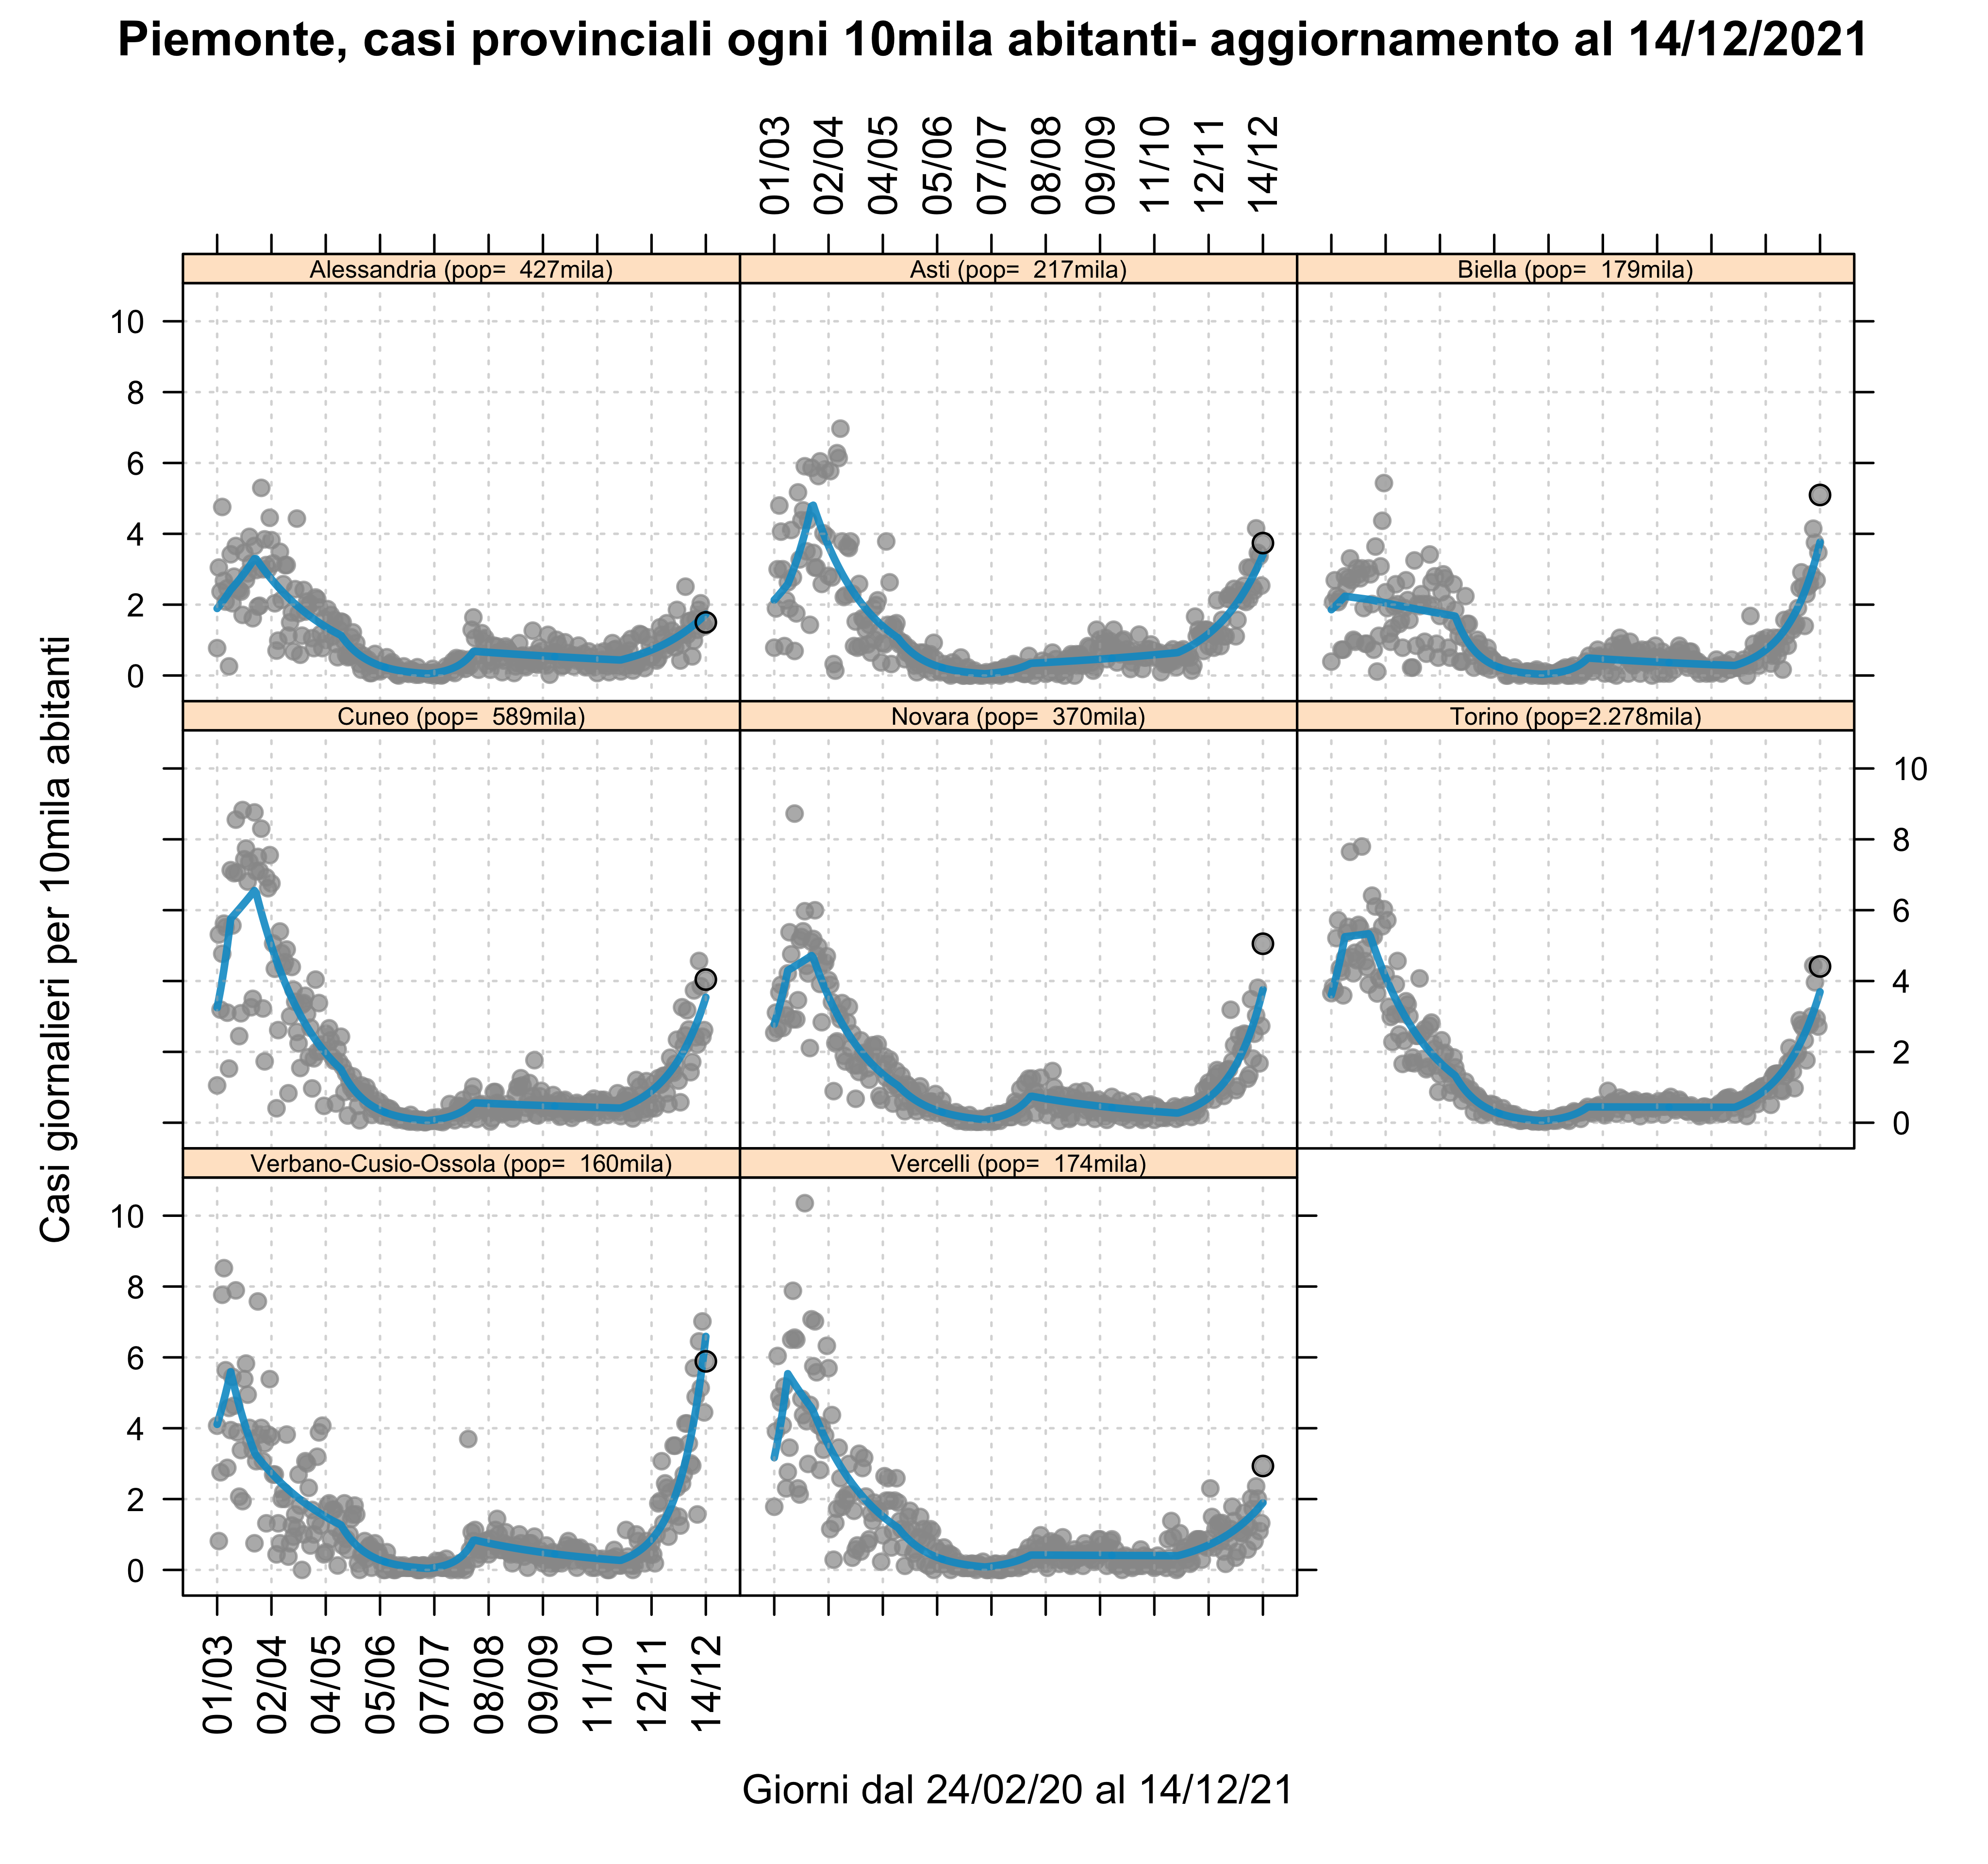 Piemonte, casi provinciali ogni 10mila abitanti- aggiornamento al 14/12/2021
01/03 02/04 04/05 05/06 07/07 08/08 09/09 11/10 12/11 14/12
Alessandria (pop= 427mila)
Asti (pop= 217mila)
Biella (pop= 179mila)
10
8
6
4
2
0
Cuneo (pop= 589mila)
Novara (pop= 370mila)
Torino (pop=2.278mila)
10
8
6
4
2
0
Verbano-Cusio-Ossola (pop= 160mila)
Vercelli (pop= 174mila)
10
8
6
4
2
0
01/03 02/04 04/05 05/06 07/07 08/08 09/09 11/10 12/11 14/12
Casi giornalieri per 10mila abitanti
Giorni dal 24/02/20 al 14/12/21